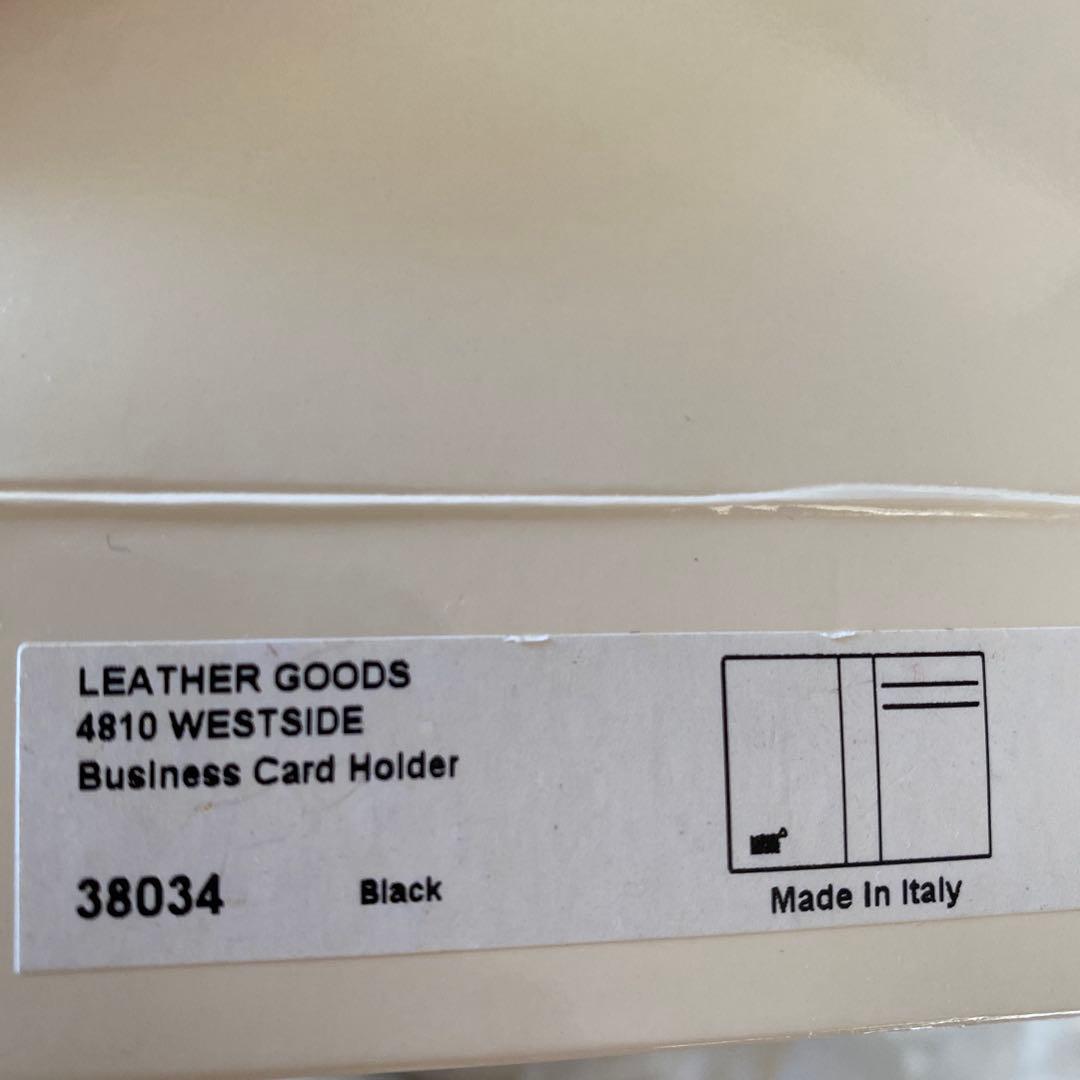 LEATHER GOODS
4810 WESTSIDE
Business Card Holder
38034 Black
Made In Italy